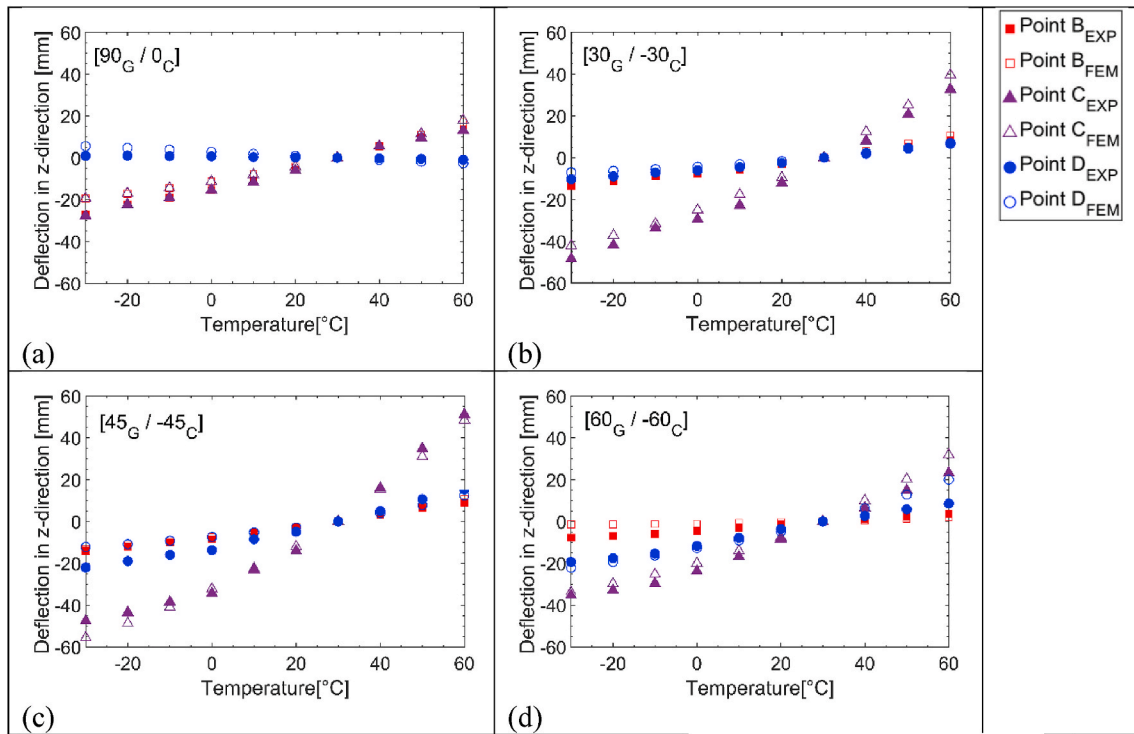 [90G / 0C]
Deflection in z-direction [mm]
60
40
20
0
-20
-40
-60
-20 0 20 40 60
Temperature[°C]
(a)
[30G / -30C]
Deflection in z-direction [mm]
60
40
20
0
-20
-40
-60
-20 0 20 40 60
Temperature[°C]
(b)
Point BEXP
Point BFEM
Point CEXP
Point CFEM
Point DEXP
Point DFEM
[45G / -45C]
Deflection in z-direction [mm]
60
40
20
0
-20
-40
-60
-20 0 20 40 60
Temperature[°C]
(c)
[60G / -60C]
Deflection in z-direction [mm]
60
40
20
0
-20
-40
-60
-20 0 20 40 60
Temperature[°C]
(d)